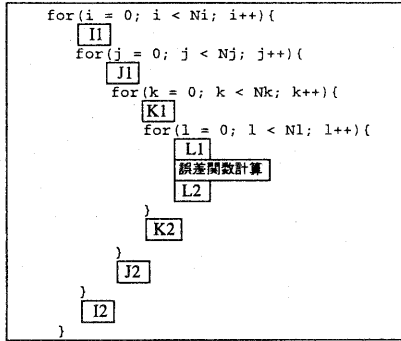 for(i = 0; i < Ni; i++){
I1
for(j = 0; j < Nj; j++){
J1
for(k = 0; k < Nk; k++){
K1
for(l = 0; l < Nl; l++){
L1
誤差関数計算
L2
}
K2
}
J2
}
I2
}